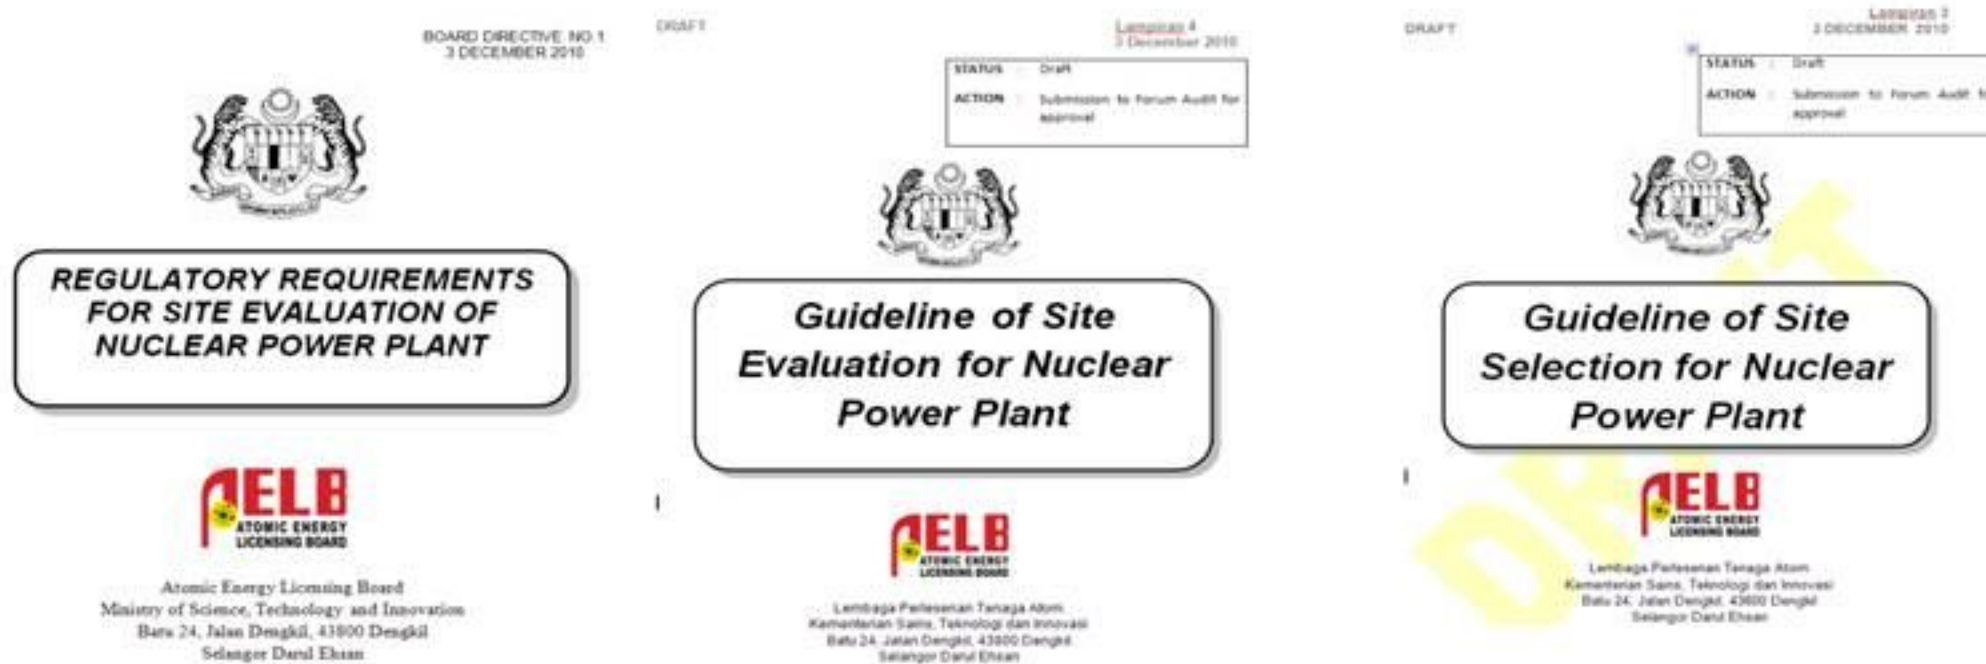 BOARD DIRECTIVE NO 1
3 DECEMBER 2010
REGULATORY REQUIREMENTS
FOR SITE EVALUATION OF
NUCLEAR POWER PLANT
AELB
ATOMIC ENERGY
LICENSING BOARD
Atomic Energy Licensing Board
Ministry of Science, Technology and Innovation
Batu 24, Jalan Dengkil, 43800 Dengkil
Selangor Darul Ehsan
DRAFT
Lampiran 4
3 December 2010
STATUS : Draft
ACTION : Submission to Forum Audit for
approval
Guideline of Site
Evaluation for Nuclear
Power Plant
AELB
ATOMIC ENERGY
LICENSING BOARD
Lembaga Perlesenan Tenaga Atom
Kementerian Sains, Teknologi dan Innovasi
Batu 24, Jalan Dengkil, 43800 Dengkil
Selangor Darul Ehsan
DRAFT
Lampiran 3
3 DECEMBER 2010
STATUS : Draft
ACTION : Submission to Forum Audit
approval
DRAFT
Guideline of Site
Selection for Nuclear
Power Plant
AELB
ATOMIC ENERGY
LICENSING BOARD
Lembaga Perlesenan Tenaga Atom
Kementerian Sains, Teknologi dan Innovasi
Batu 24, Jalan Dengkil, 43800 Dengkil
Selangor Darul Ehsan